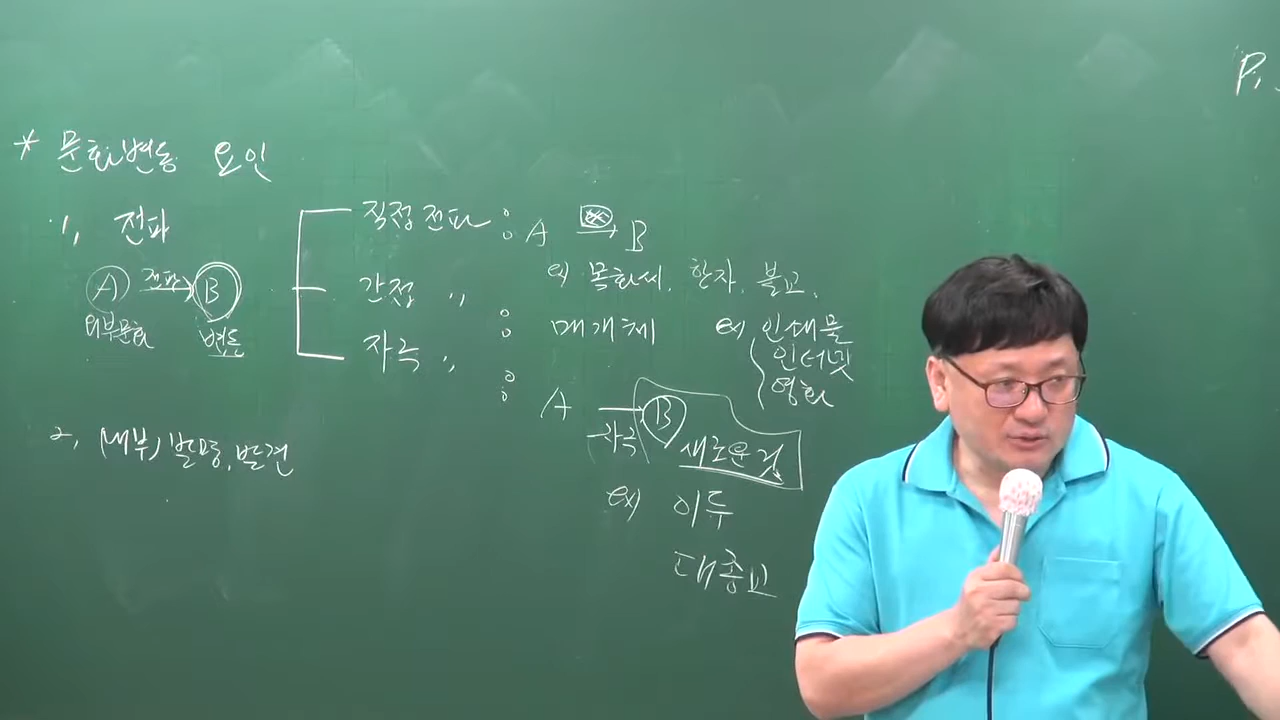 * 문화변동 요인
1, 전파
A 전파→ B
외부문화 변동
직접전파 : A → B
ex 목화씨, 한자, 불교,
간접 〃 : 매개체 ex 인쇄물
인터넷
영화
자극 〃 : A → B
자극 새로운 것
ex) 이두
대종교
2, (내부) 발명, 발견
P.